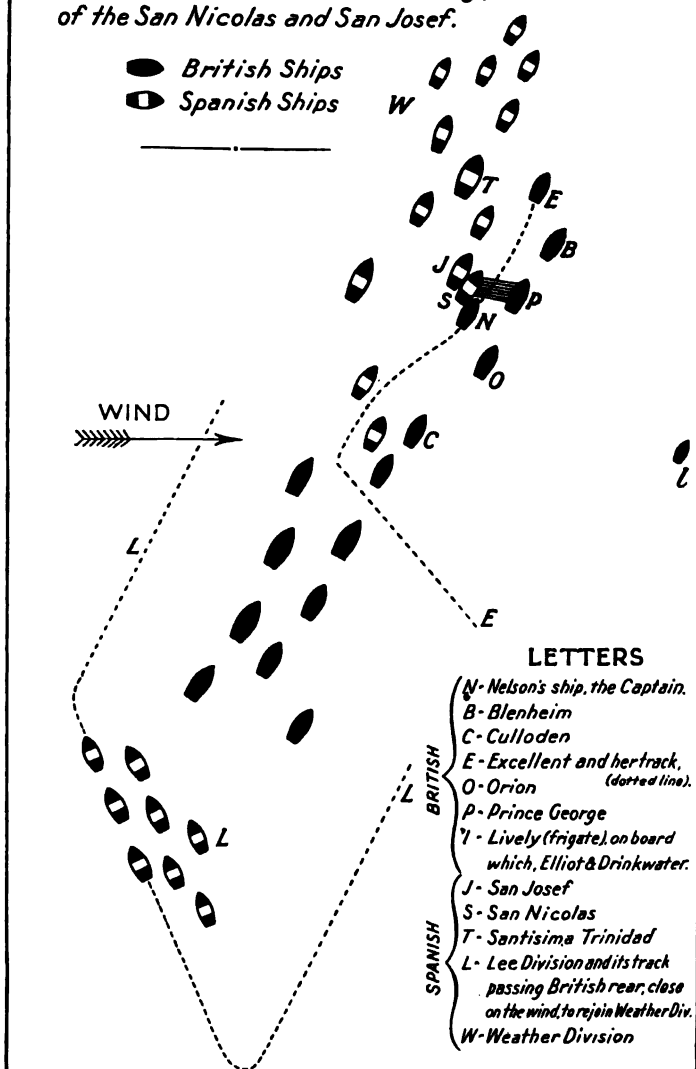 of the San Nicolas and San Josef.
British Ships
Spanish Ships
W
T
E
B
J
S
P
N
O
WIND
C
l
L
E
LETTERS
BRITISH
N - Nelson's ship, the Captain.
B - Blenheim
C - Culloden
E - Excellent and her track,
(dotted line).
O - Orion
P - Prince George
l - Lively (frigate), on board
which, Elliot & Drinkwater.
SPANISH
J - San Josef
S - San Nicolas
T - Santisima Trinidad
L - Lee Division and its track
passing British rear, close
on the wind, to rejoin Weather Div.
W - Weather Division
L
L